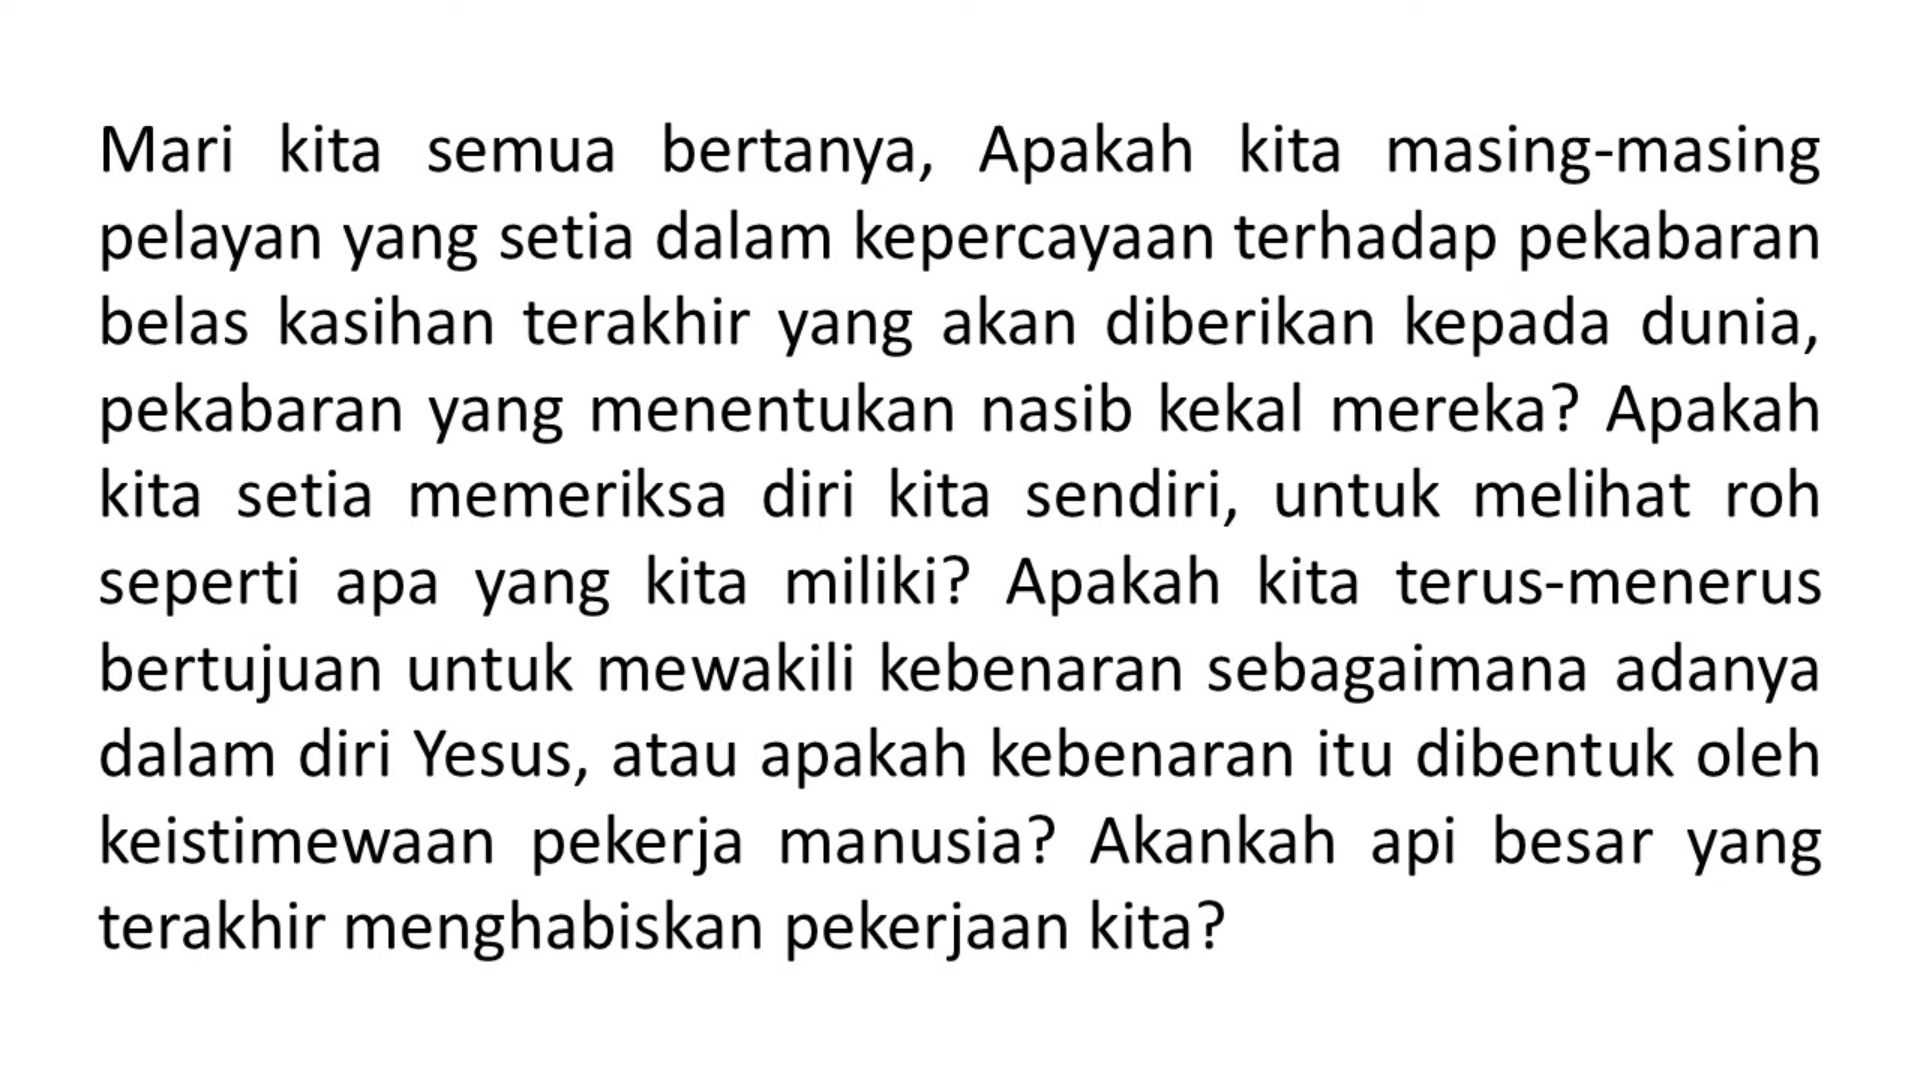 Mari kita semua bertanya, Apakah kita masing-masing
pelayan yang setia dalam kepercayaan terhadap pekabaran
belas kasihan terakhir yang akan diberikan kepada dunia,
pekabaran yang menentukan nasib kekal mereka? Apakah
kita setia memeriksa diri kita sendiri, untuk melihat roh
seperti apa yang kita miliki? Apakah kita terus-menerus
bertujuan untuk mewakili kebenaran sebagaimana adanya
dalam diri Yesus, atau apakah kebenaran itu dibentuk oleh
keistimewaan pekerja manusia? Akankah api besar yang
terakhir menghabiskan pekerjaan kita?